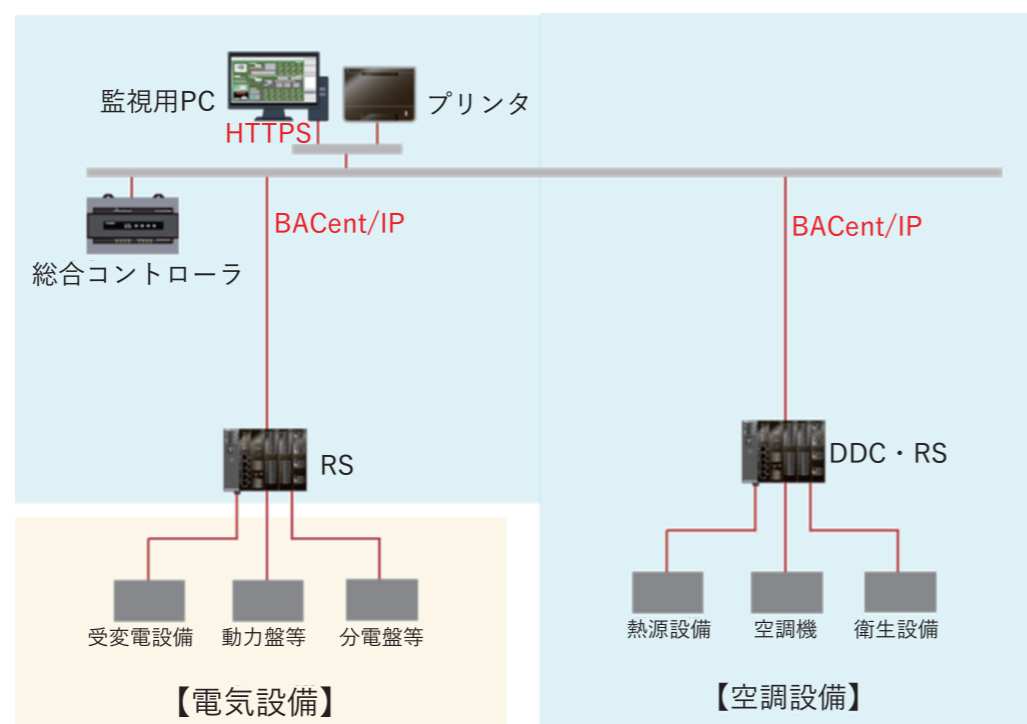 監視用PC
プリンタ
HTTPS
BACent/IP
BACent/IP
総合コントローラ
RS
DDC・RS
受変電設備
動力盤等
分電盤等
熱源設備
空調機
衛生設備
【電気設備】
【空調設備】